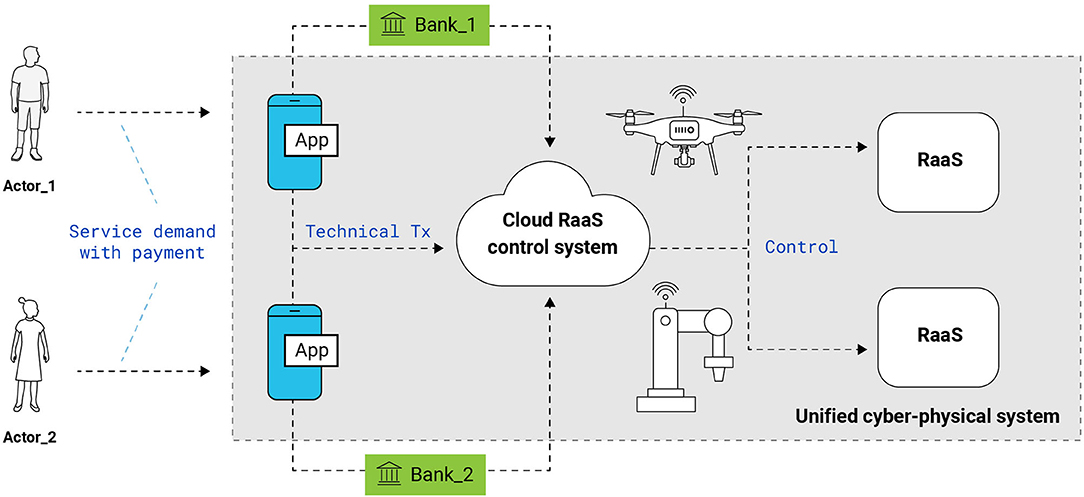 Bank_1
App
Actor_1
RaaS
Service demand
with payment
Technical Tx
Cloud RaaS
control system
Control
App
RaaS
Unified cyber-physical system
Actor_2
Bank_2